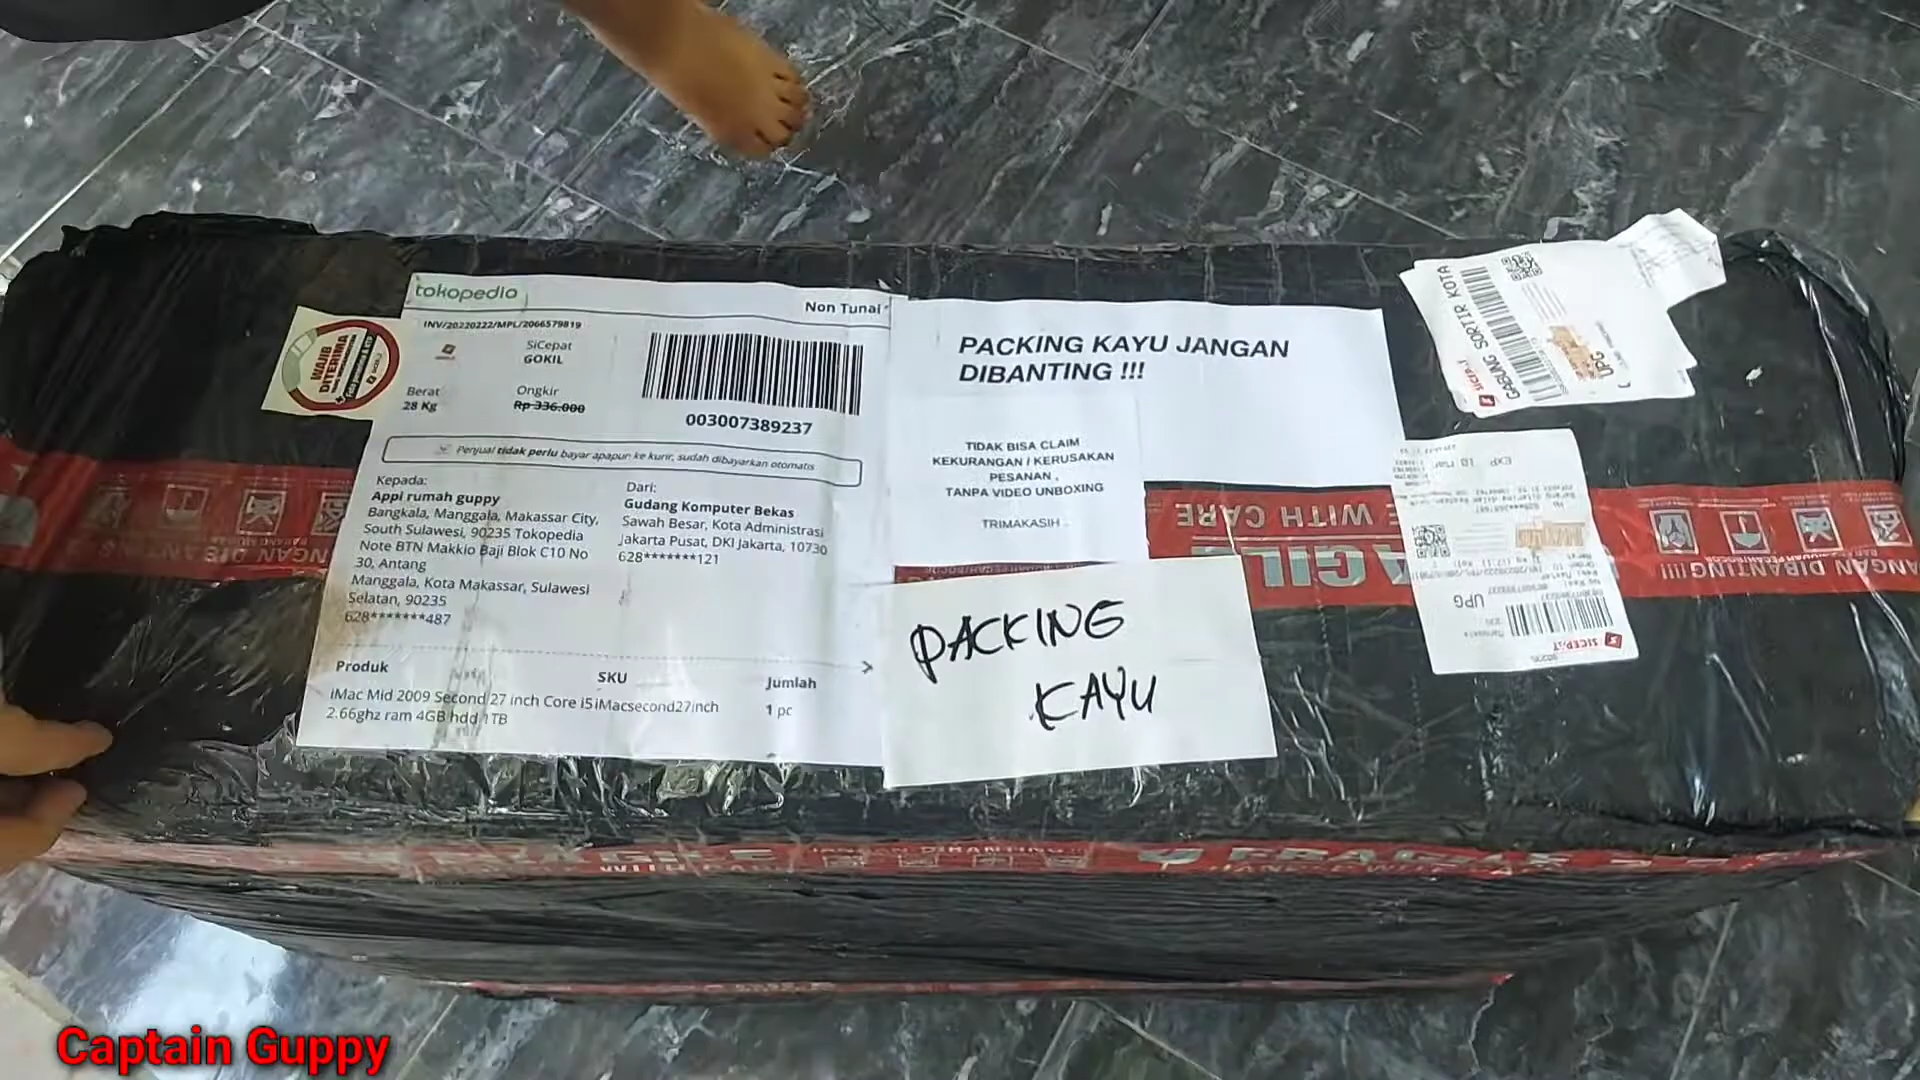 tokopedia
Non Tunai
INV/20220222/MPL/2066579819
SiCepat
GOKIL
Berat
28 Kg
Ongkir
Rp 336.000
003007389237
Penjual tidak perlu bayar apapun ke kurir, sudah dibayarkan otomatis
Kepada:
Appi rumah guppy
Bangkala, Manggala, Makassar City,
South Sulawesi, 90235 Tokopedia
Note BTN Makkio Baji Blok C10 No
30, Antang
Manggala, Kota Makassar, Sulawesi
Selatan, 90235
628*******487
Dari:
Gudang Komputer Bekas
Sawah Besar, Kota Administrasi
Jakarta Pusat, DKI Jakarta, 10730
628*******121
Produk
SKU
Jumlah
iMac Mid 2009 Second 27 inch Core i5iMacsecond27inch
2.66ghz ram 4GB hdd 1TB
1 pc
WAJIB
DITERIMA
PACKING KAYU JANGAN
DIBANTING !!!
TIDAK BISA CLAIM
KEKURANGAN / KERUSAKAN
PESANAN ,
TANPA VIDEO UNBOXING
TRIMAKASIH
PACKING
KAYU
GABUNG SORTIR KOTA
UPG
SICEPAT
UPG
SICEPAT
WITH CARE
ANGAN DIBANTING!!!!
FRAGILE
JANGAN DIBANTING !!!
FRAGILE
Captain Guppy